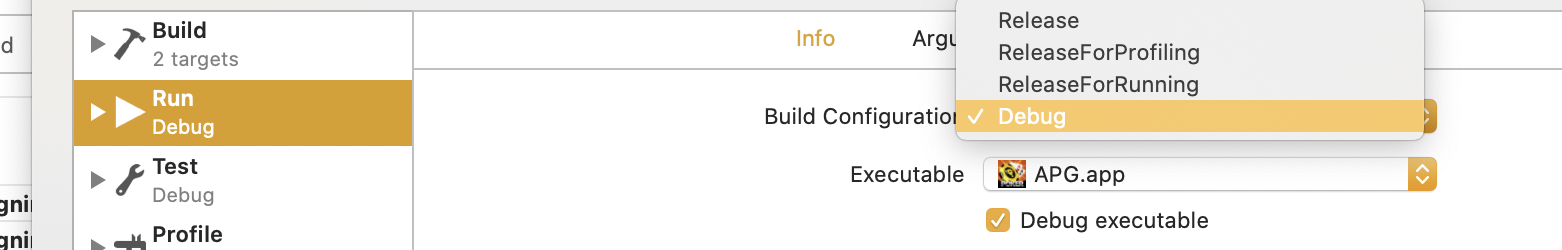 Build
2 targets
Run
Debug
Test
Debug
Profile
Info
Release
ReleaseForProfiling
ReleaseForRunning
Debug
Build Configuration
Executable
APG.app
Debug executable